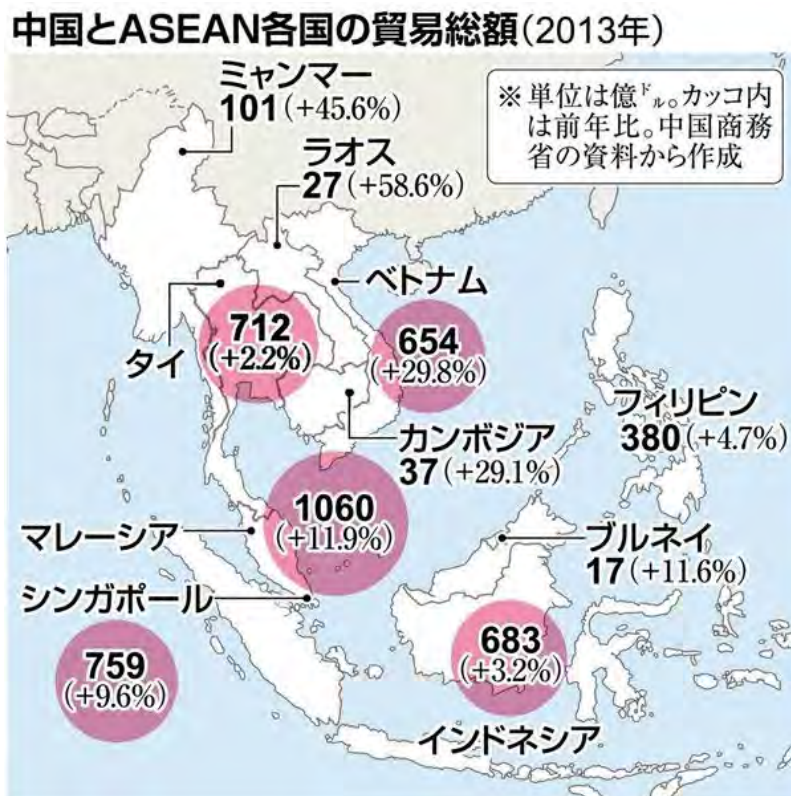 中国とASEAN各国の貿易総額(2013年)
ミャンマー
101(+45.6%)
※単位は億ドル。カッコ内
は前年比。中国商務
省の資料から作成
ラオス
27(+58.6%)
ベトナム
654
(+29.8%)
タイ
712
(+2.2%)
フィリピン
380(+4.7%)
カンボジア
37(+29.1%)
マレーシア
1060
(+11.9%)
ブルネイ
17(+11.6%)
シンガポール
759
(+9.6%)
683
(+3.2%)
インドネシア